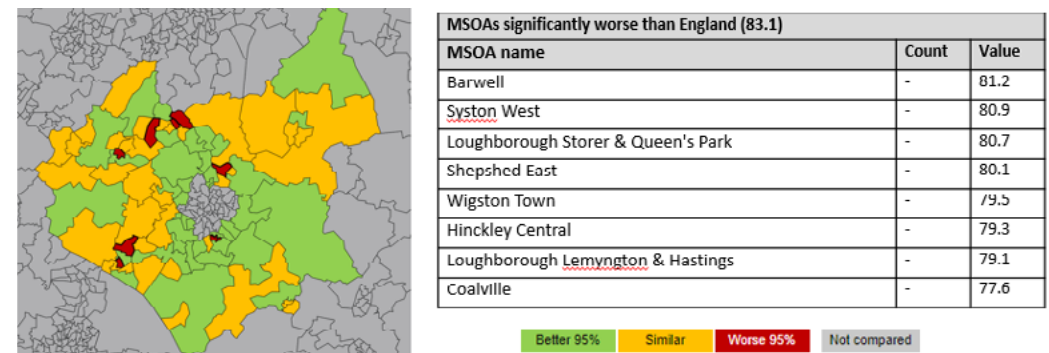 MSOAs significantly worse than England (83.1)
MSOA name Count Value
Barwell - 81.2
Syston West - 80.9
Loughborough Storer & Queen's Park - 80.7
Shepshed East - 80.1
Wigston Town - 79.5
Hinckley Central - 79.3
Loughborough Lemyngton & Hastings - 79.1
Coalville - 77.6
Better 95% Similar Worse 95% Not compared